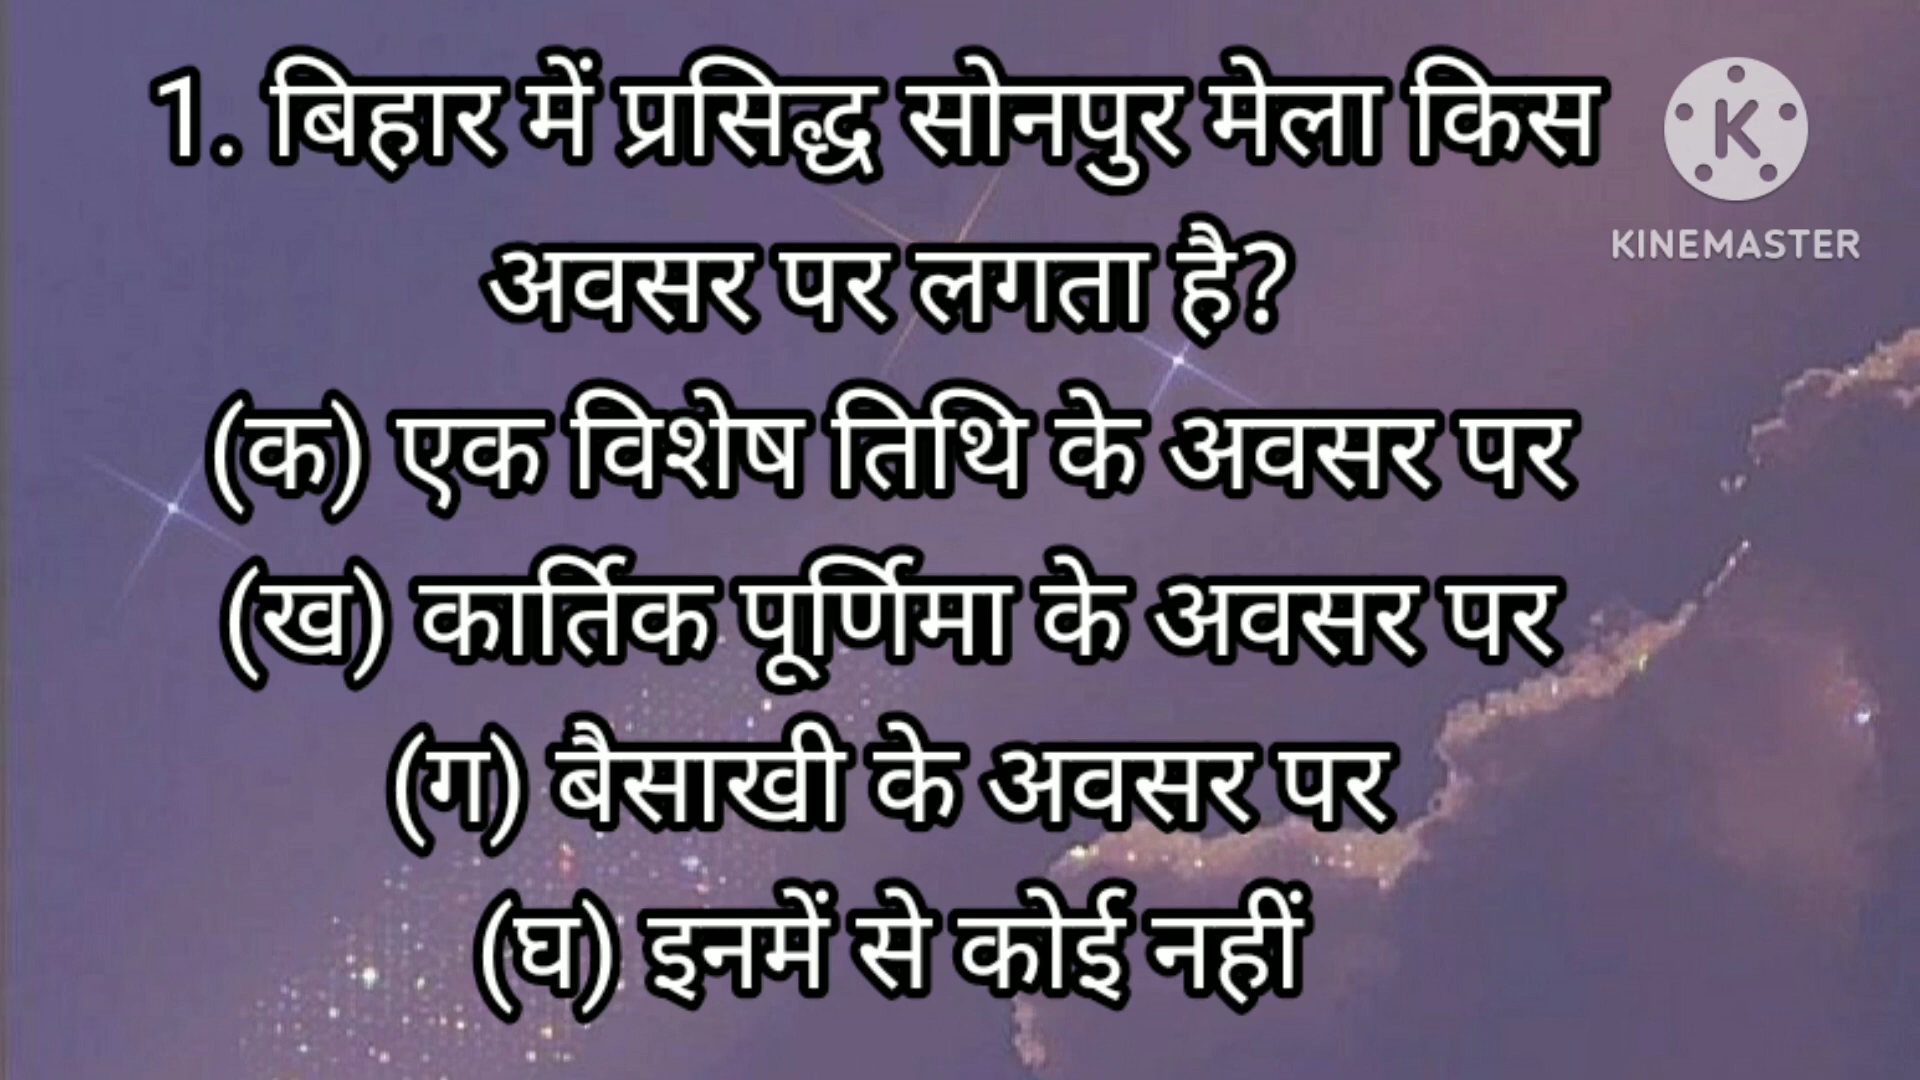 1. बिहार में प्रसिद्ध सोनपुर मेला किस
अवसर पर लगता है?
(क) एक विशेष तिथि के अवसर पर
(ख) कार्तिक पूर्णिमा के अवसर पर
(ग) बैसाखी के अवसर पर
(घ) इनमें से कोई नहीं
K
KINEMASTER